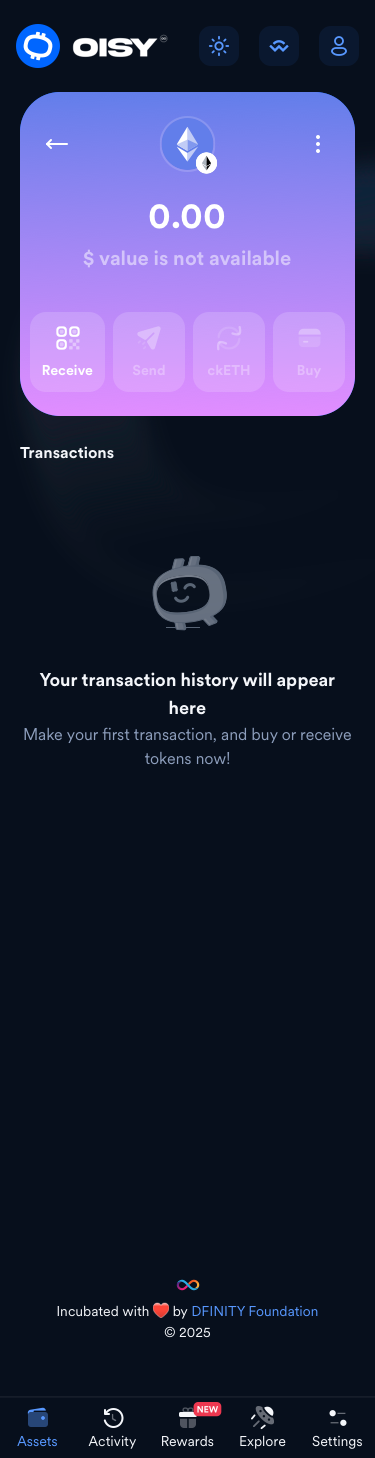 OISY
0.00
$ value is not available
Receive
Send
ckETH
Buy
Transactions
Your transaction history will appear
here
Make your first transaction, and buy or receive
tokens now!
Incubated with ❤️ by DFINITY Foundation
© 2025
NEW
Assets
Activity
Rewards
Explore
Settings